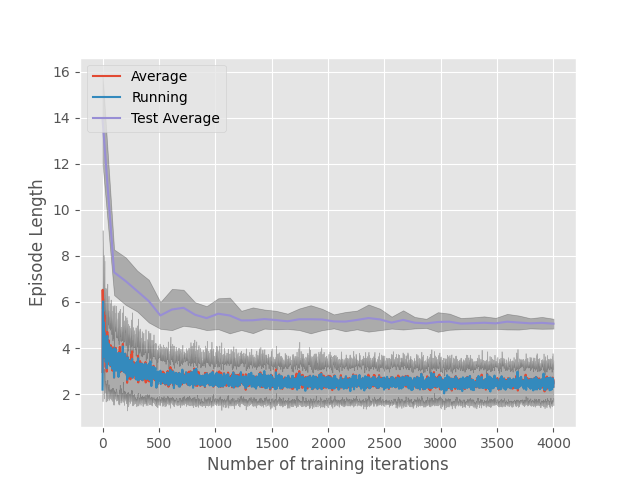 16
14
12
10
8
6
4
2
Episode Length
Average
Running
Test Average
0 500 1000 1500 2000 2500 3000 3500 4000
Number of training iterations